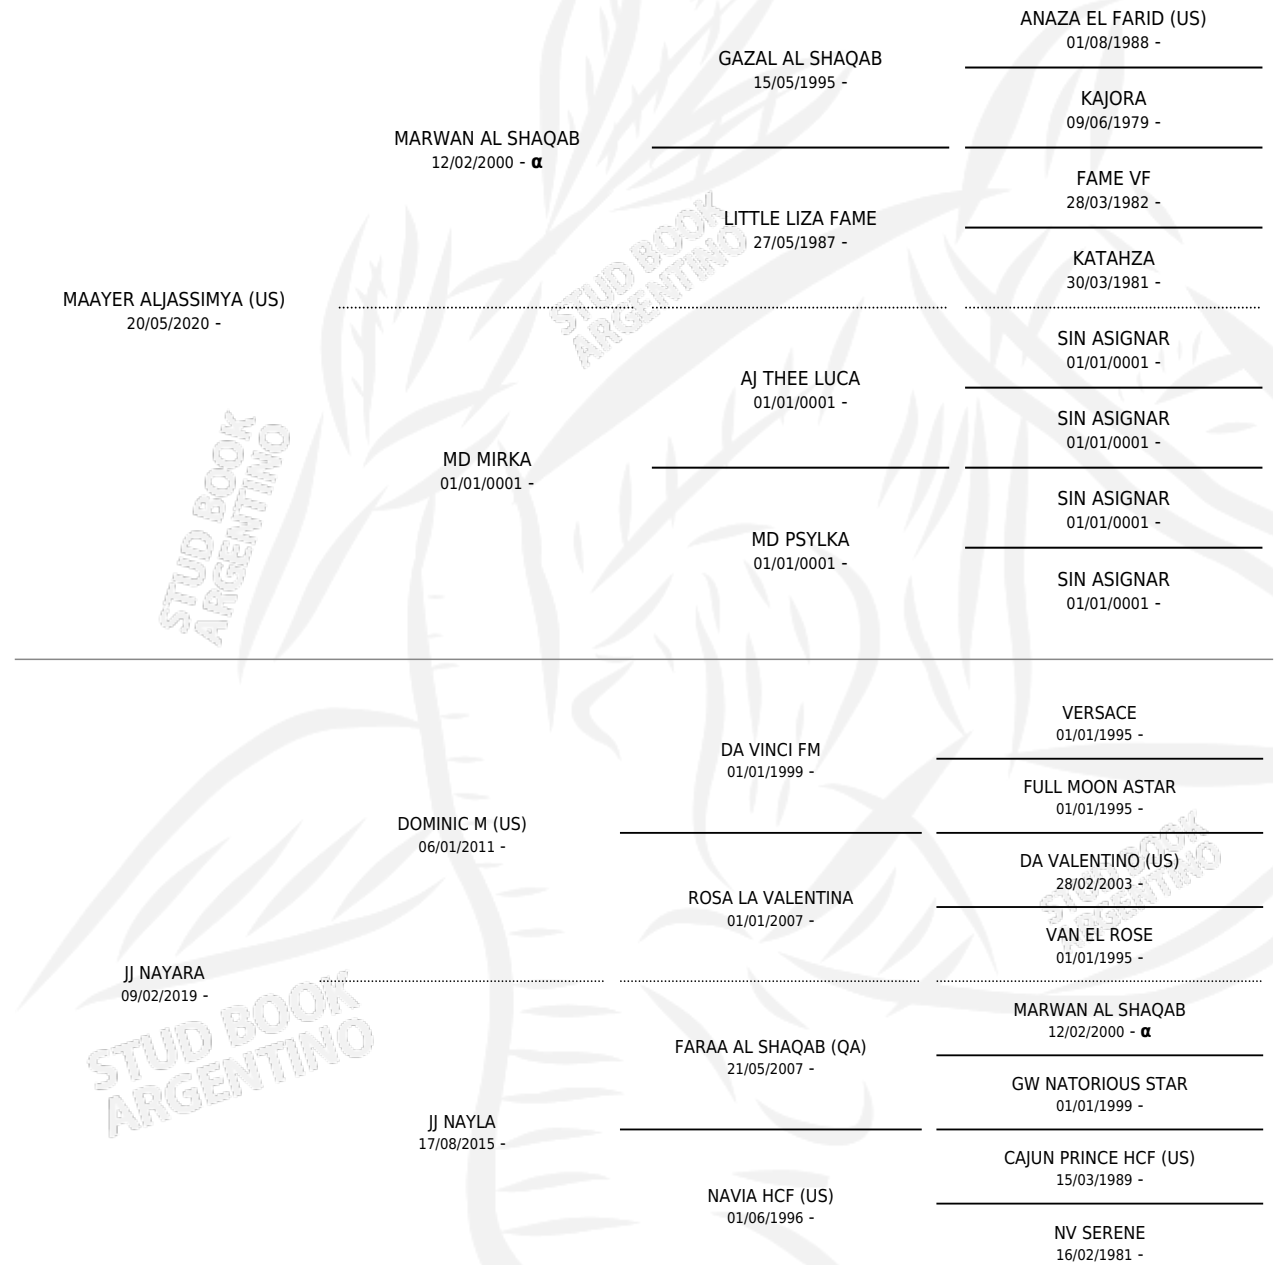 ANAZA EL FARID (US)
01/08/1988 -
GAZAL AL SHAQAB
15/05/1995 -
KAJORA
09/06/1979 -
MARWAN AL SHAQAB
12/02/2000 - α
FAME VF
28/03/1982 -
LITTLE LIZA FAME
27/05/1987 -
KATAHZA
30/03/1981 -
MAAYER ALJASSIMYA (US)
20/05/2020 -
SIN ASIGNAR
01/01/0001 -
AJ THEE LUCA
01/01/0001 -
SIN ASIGNAR
01/01/0001 -
MD MIRKA
01/01/0001 -
SIN ASIGNAR
01/01/0001 -
MD PSYLKA
01/01/0001 -
SIN ASIGNAR
01/01/0001 -
VERSACE
01/01/1995 -
DA VINCI FM
01/01/1999 -
FULL MOON ASTAR
01/01/1995 -
DOMINIC M (US)
06/01/2011 -
DA VALENTINO (US)
28/02/2003 -
ROSA LA VALENTINA
01/01/2007 -
VAN EL ROSE
01/01/1995 -
JJ NAYARA
09/02/2019 -
MARWAN AL SHAQAB
12/02/2000 - α
FARAA AL SHAQAB (QA)
21/05/2007 -
GW NATORIOUS STAR
01/01/1999 -
JJ NAYLA
17/08/2015 -
CAJUN PRINCE HCF (US)
15/03/1989 -
NAVIA HCF (US)
01/06/1996 -
NV SERENE
16/02/1981 -
STUD BOOK
ARGENTINO
STUD BOOK
ARGENTINO
STUD BOOK
ARGENTINO
STUD BOOK
ARGENTINO